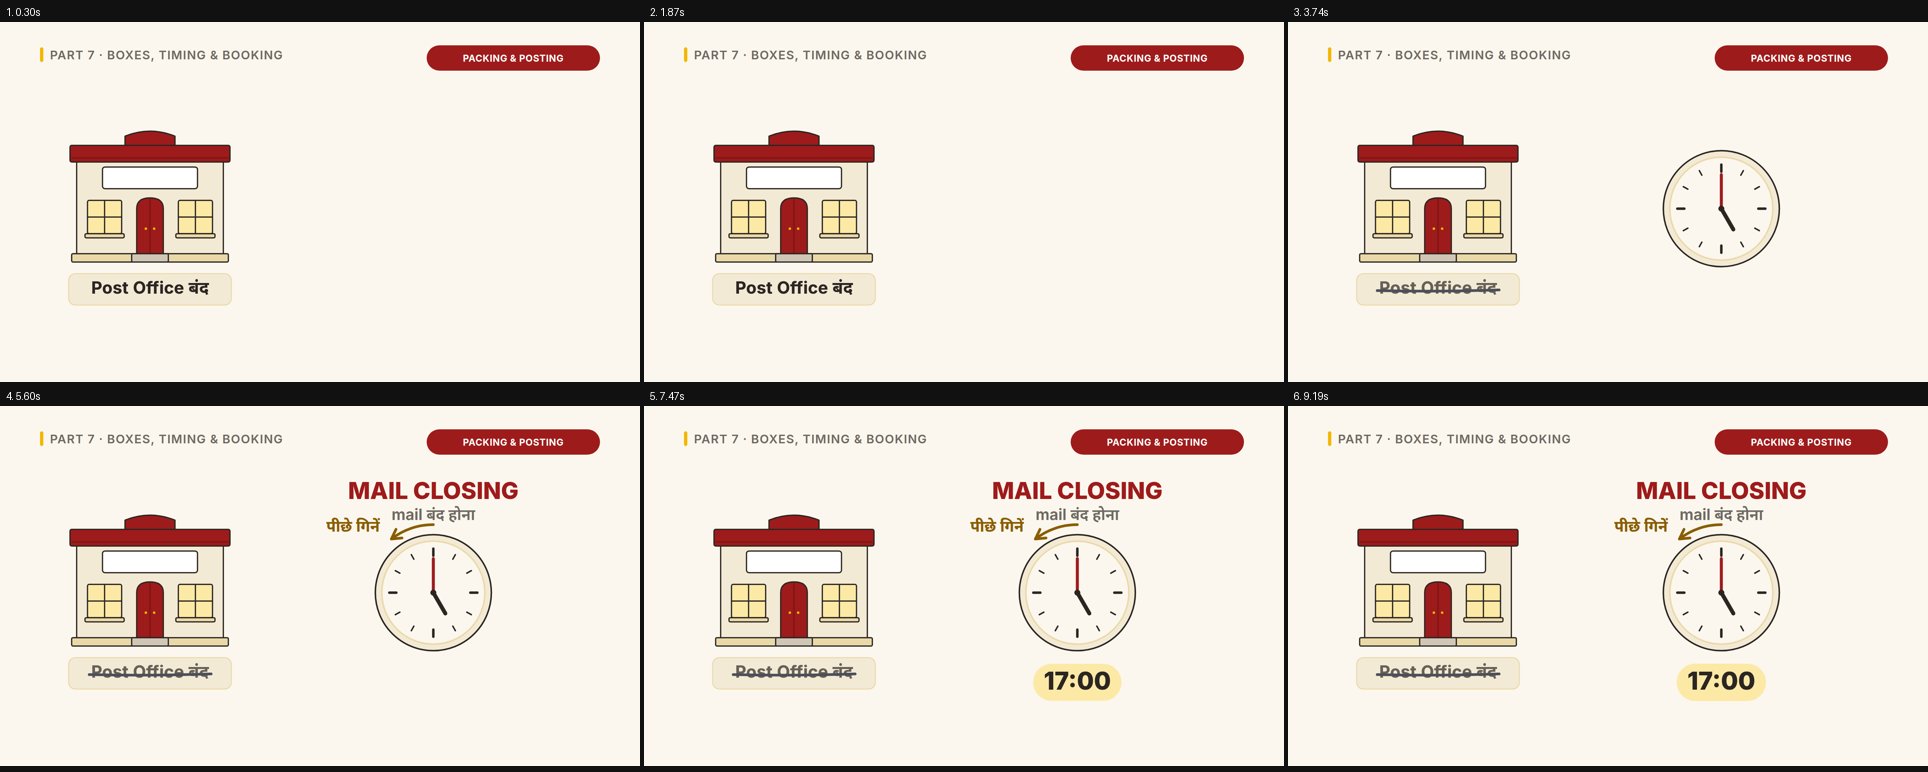 1. 0.30s
PART 7 · BOXES, TIMING & BOOKING
PACKING & POSTING
Post Office बंद
2. 1.87s
PART 7 · BOXES, TIMING & BOOKING
PACKING & POSTING
Post Office बंद
3. 3.74s
PART 7 · BOXES, TIMING & BOOKING
PACKING & POSTING
Post Office बंद
4. 5.60s
PART 7 · BOXES, TIMING & BOOKING
PACKING & POSTING
MAIL CLOSING
mail बंद होना
पीछे गिनें
Post Office बंद
5. 7.47s
PART 7 · BOXES, TIMING & BOOKING
PACKING & POSTING
MAIL CLOSING
mail बंद होना
पीछे गिनें
Post Office बंद
17:00
6. 9.19s
PART 7 · BOXES, TIMING & BOOKING
PACKING & POSTING
MAIL CLOSING
mail बंद होना
पीछे गिनें
Post Office बंद
17:00